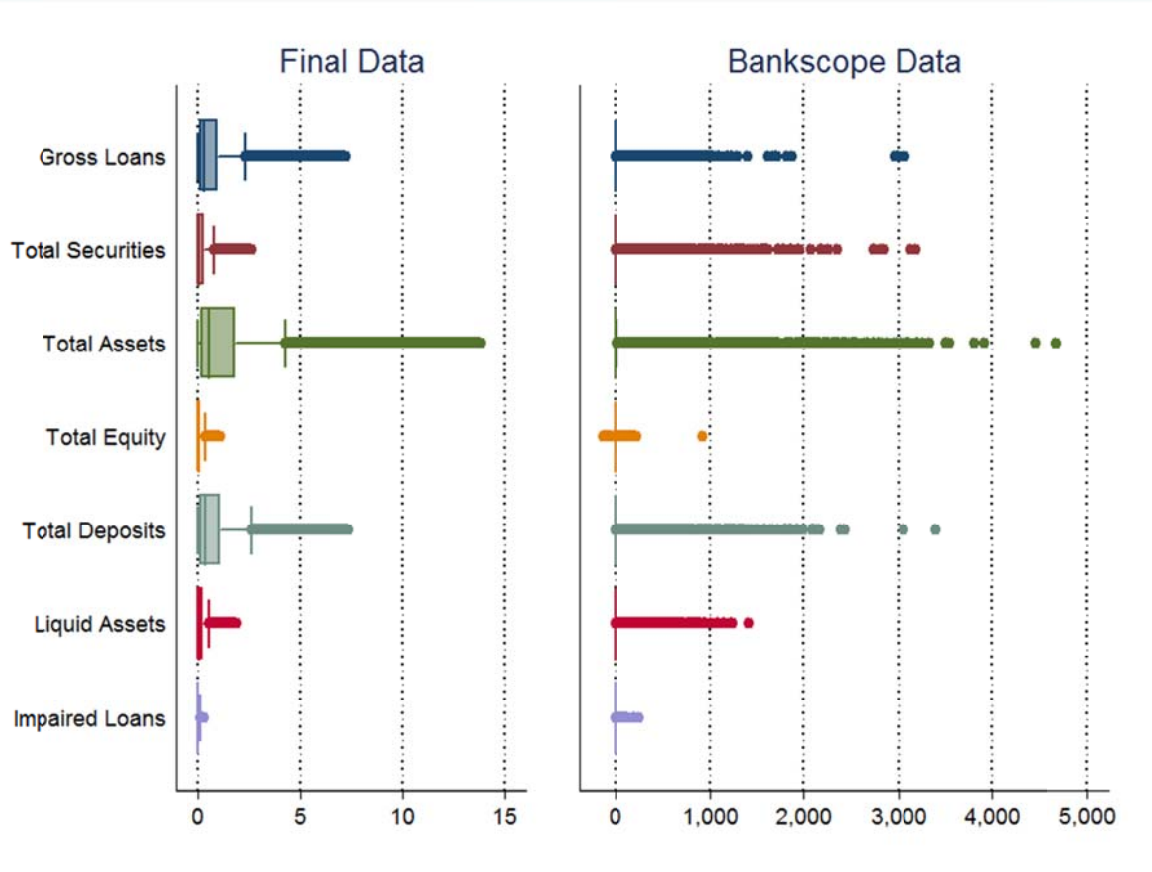 Final Data
Bankscope Data
Gross Loans
Total Securities
Total Assets
Total Equity
Total Deposits
Liquid Assets
Impaired Loans
0 5 10 15
0 1,000 2,000 3,000 4,000 5,000